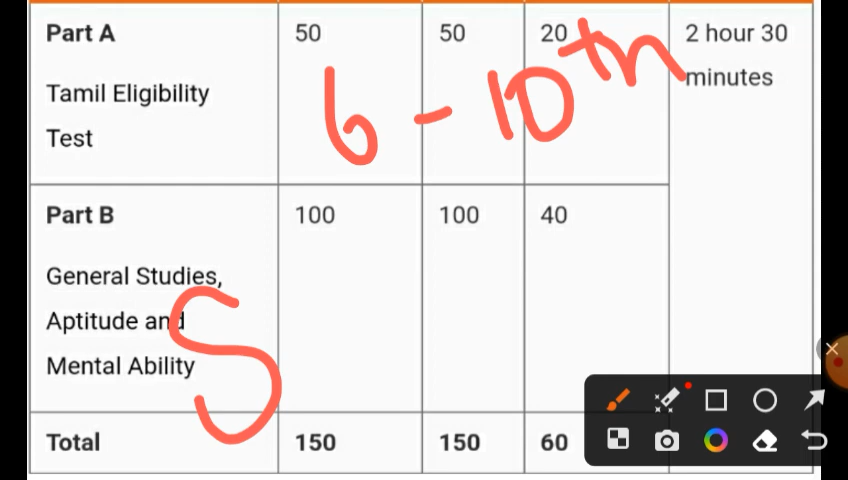 Part A 50 50 20 2 hour 30
minutes
Tamil Eligibility
Test
6 - 10th
Part B 100 100 40
General Studies,
Aptitude and
Mental Ability
S
Total 150 150 60